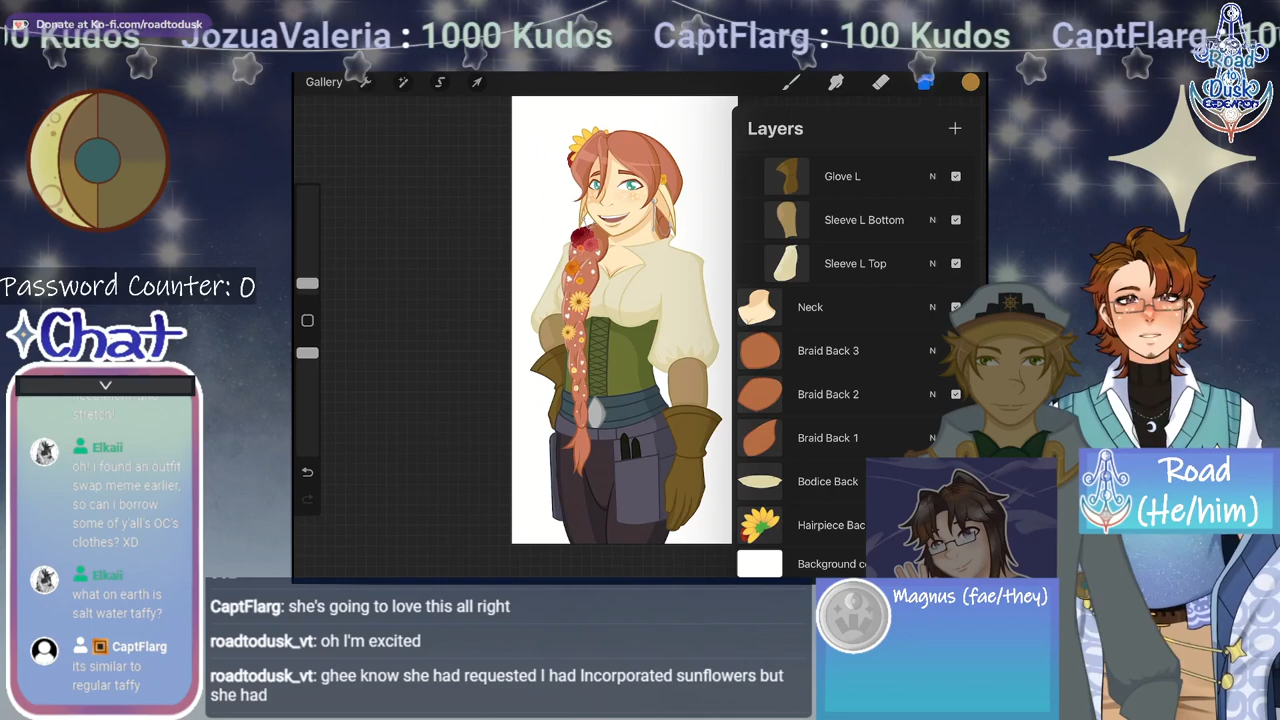 Donate at Ko-fi.com/roadtodusk
0 Kudos JozuaValeria : 1000 Kudos CaptFlarg : 100 Kudos CaptFlarg
Road
to
Dusk
Gallery
Layers
Glove L N
Sleeve L Bottom N
Sleeve L Top N
Neck N
Braid Back 3 N
Braid Back 2 N
Braid Back 1 N
Bodice Back
Hairpiece Bac
Background co
Password Counter: 0
Chat
stretch!
Elkaii
oh! i found an outfit
swap meme earlier,
so can i borrow
some of y'all's OC's
clothes? XD
Elkaii
what on earth is
salt water taffy?
CaptFlarg
its similar to
regular taffy
CaptFlarg: she's going to love this all right
roadtodusk_vt: oh I'm excited
roadtodusk_vt: ghee know she had requested I had Incorporated sunflowers but
she had
Road
(He/him)
Magnus (fae/they)